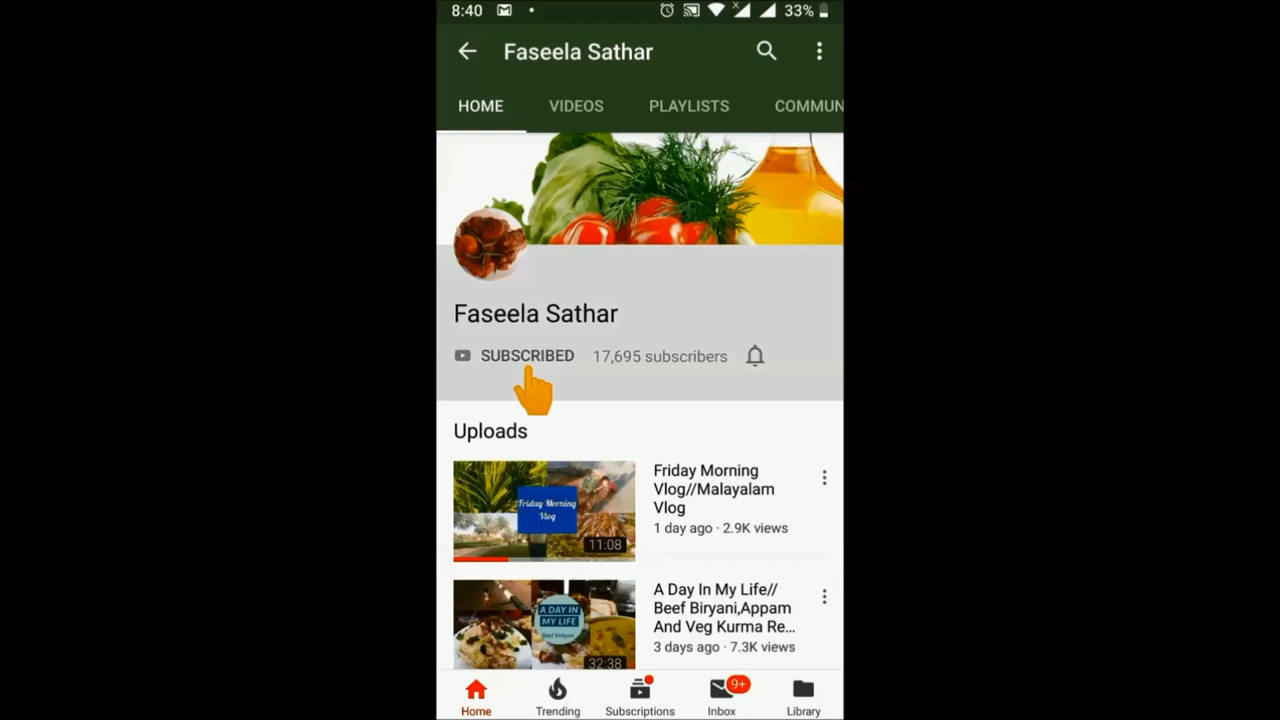 8:40
33%
Faseela Sathar
HOME VIDEOS PLAYLISTS COMMUN
Faseela Sathar
SUBSCRIBED 17,695 subscribers
Uploads
Friday Morning
Vlog
11:08
Friday Morning
Vlog//Malayalam
Vlog
1 day ago · 2.9K views
A DAY IN
MY LIFE
Beef Biriyani
32:38
A Day In My Life//
Beef Biryani,Appam
And Veg Kurma Re...
3 days ago · 7.3K views
9+
Home Trending Subscriptions Inbox Library